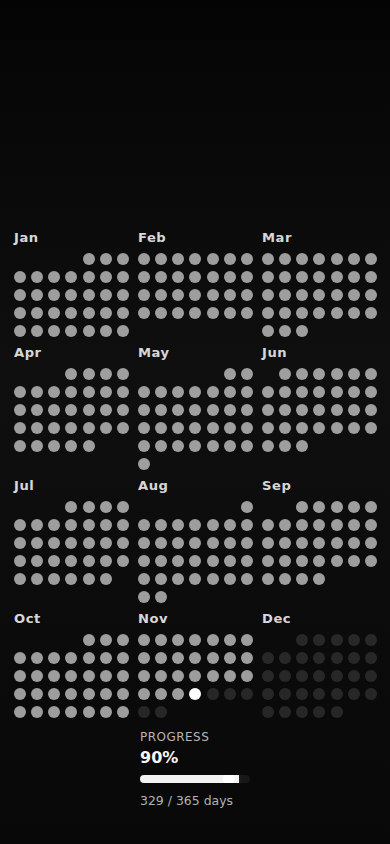 Jan Feb Mar
Apr May Jun
Jul Aug Sep
Oct Nov Dec
PROGRESS
90%
329 / 365 days